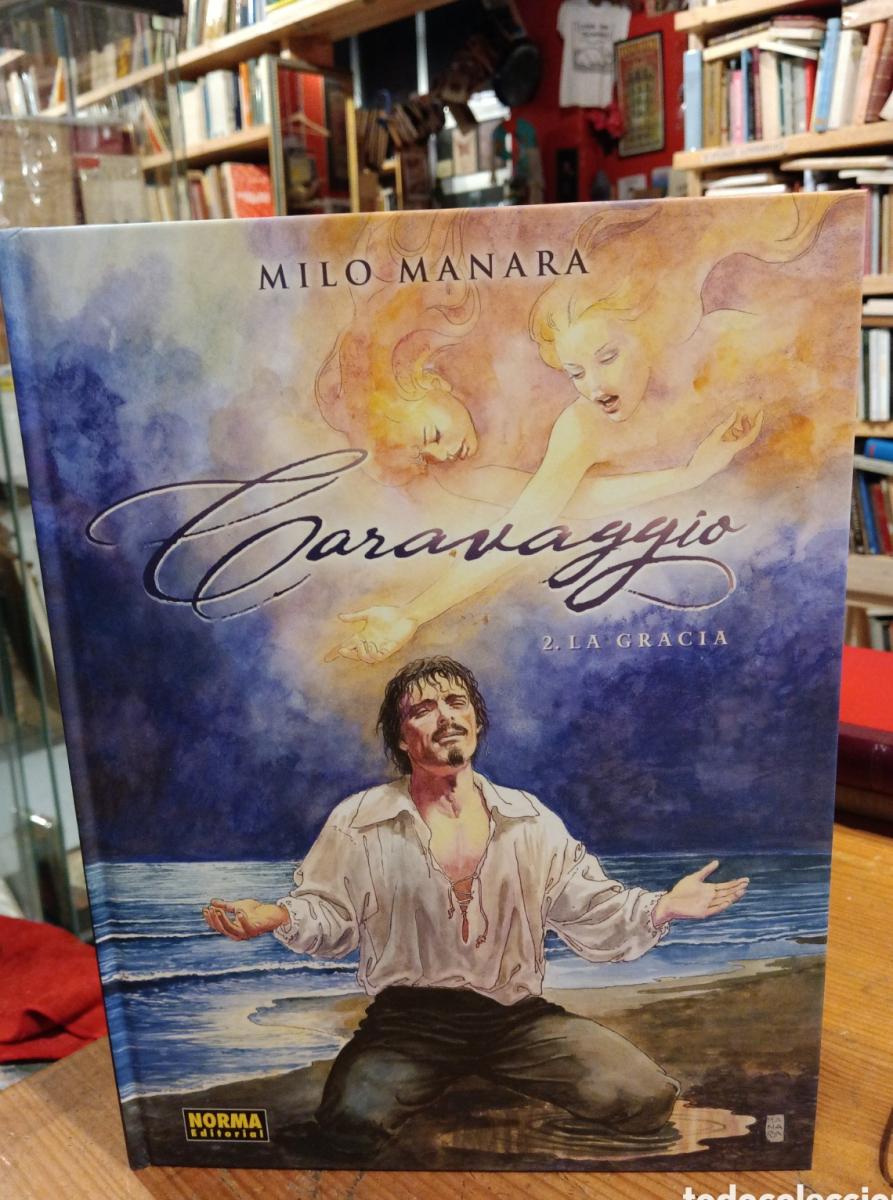 MILO MANARA
Caravaggio
2. LA GRACIA
NORMA
Editorial